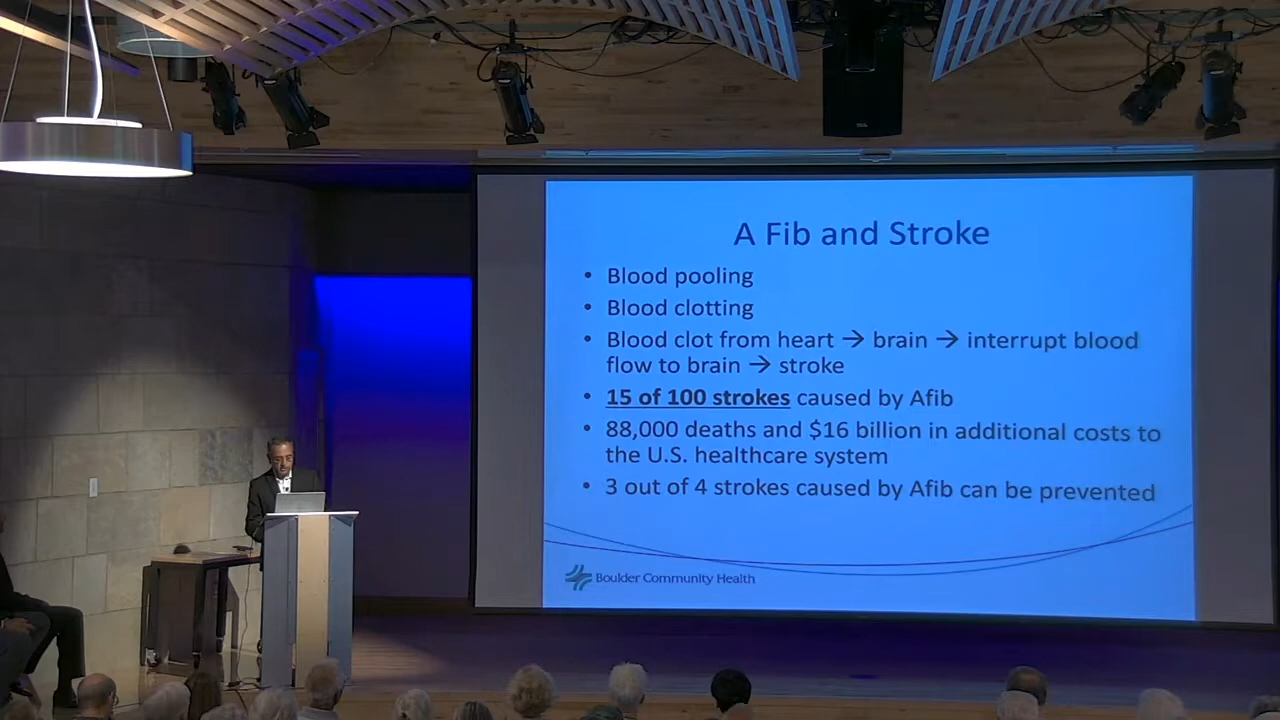 A Fib and Stroke
• Blood pooling
• Blood clotting
• Blood clot from heart → brain → interrupt blood
flow to brain → stroke
• 15 of 100 strokes caused by Afib
• 88,000 deaths and $16 billion in additional costs to
the U.S. healthcare system
• 3 out of 4 strokes caused by Afib can be prevented
Boulder Community Health